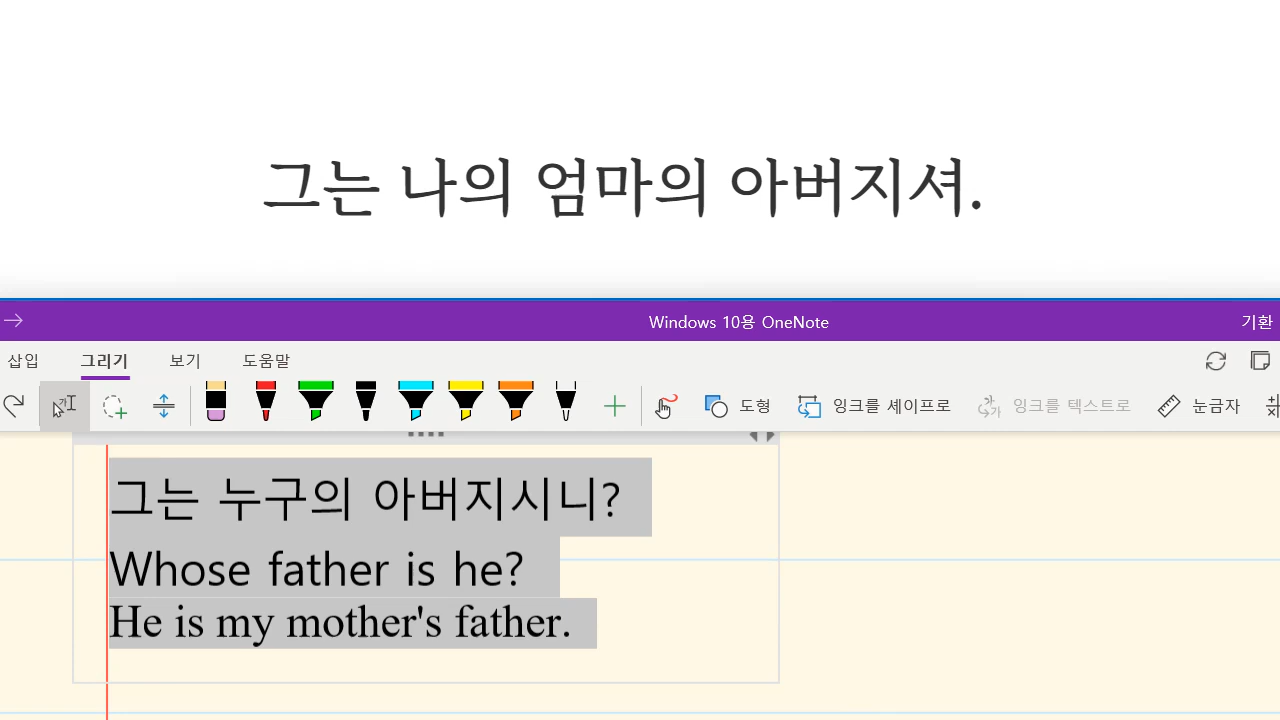 그는 나의 엄마의 아버지셔.
Windows 10용 OneNote
기환
삽입 그리기 보기 도움말
도형 잉크를 셰이프로 잉크를 텍스트로 눈금자
그는 누구의 아버지시니?
Whose father is he?
He is my mother's father.